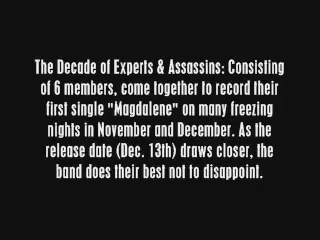 The Decade of Experts & Assassins: Consisting
of 6 members, come together to record their
first single "Magdalene" on many freezing
nights in November and December. As the
release date (Dec. 13th) draws closer, the
band does their best not to disappoint.